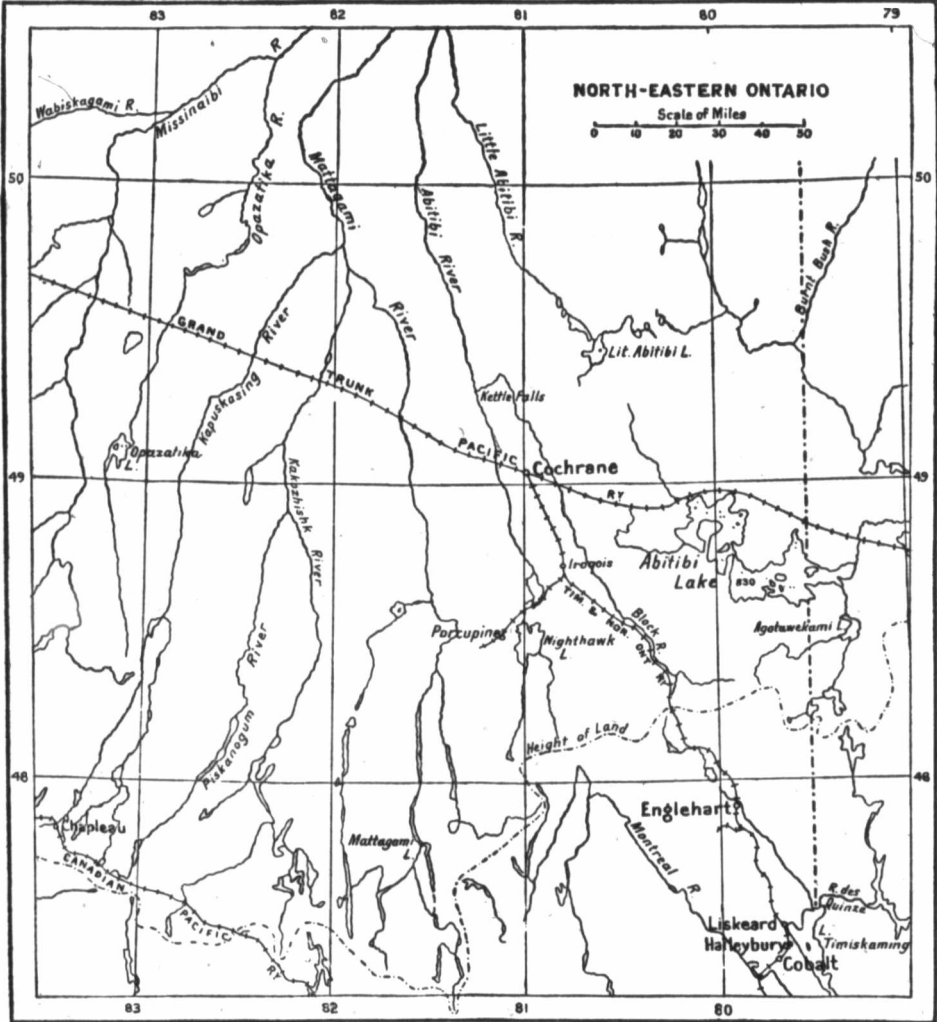 83 82 81 80 79
NORTH-EASTERN ONTARIO
Scale of Miles
0 10 20 30 40 50
Wabiskagami R.
Missinaibi R
Opazatika R.
Mattagami River
Abitibi River
Little Abitibi R.
Burnt Bush R.
50 50
GRAND TRUNK PACIFIC RY
Kapuskasing River
Lit. Abitibi L.
Kettle Falls
Opazatika L.
Cochrane
49 49
Kakozhishk River
Abitibi Lake
830
Iroqois
TIM. & NOR. ONT RY
Black R.
Agotawekami L.
Porcupine
Nighthawk L.
Piskanogum River
Height of Land
48 48
Englehart
Chapleau
Mattagami L.
Montreal R
CANADIAN PACIFIC RY
R. des Quinze
Liskeard
L. Timiskaming
Haileybury
Cobalt
83 82 81 80